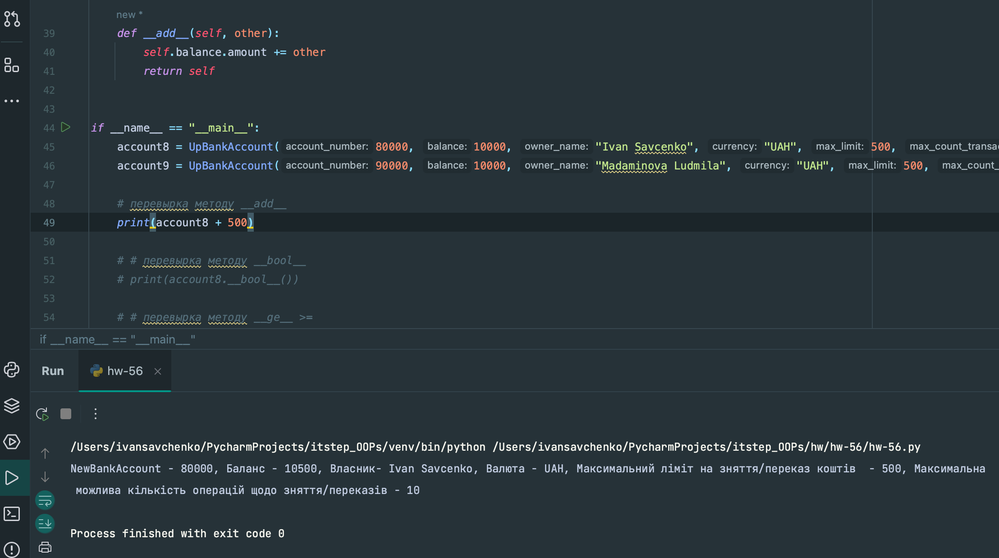 new *
39 def __add__(self, other):
40 self.balance.amount += other
41 return self
42
43
44 if __name__ == "__main__":
45 account8 = UpBankAccount( account_number: 80000, balance: 10000, owner_name: "Ivan Savcenko", currency: "UAH", max_limit: 500, max_count_transac
46 account9 = UpBankAccount( account_number: 90000, balance: 10000, owner_name: "Madaminova Ludmila", currency: "UAH", max_limit: 500, max_count_
47
48 # перевырка методу __add__
49 print(account8 + 500)
50
51 # # перевырка методу __bool__
52 # print(account8.__bool__())
53
54 # # перевырка методу __ge__ >=
if __name__ == "__main__"
Run hw-56
/Users/ivansavchenko/PycharmProjects/itstep_OOPs/venv/bin/python /Users/ivansavchenko/PycharmProjects/itstep_OOPs/hw/hw-56/hw-56.py
NewBankAccount - 80000, Баланс - 10500, Власник- Ivan Savcenko, Валюта - UAH, Максимальний ліміт на зняття/переказ коштів  - 500, Максимальна
можлива кількість операцій щодо зняття/переказів - 10
Process finished with exit code 0